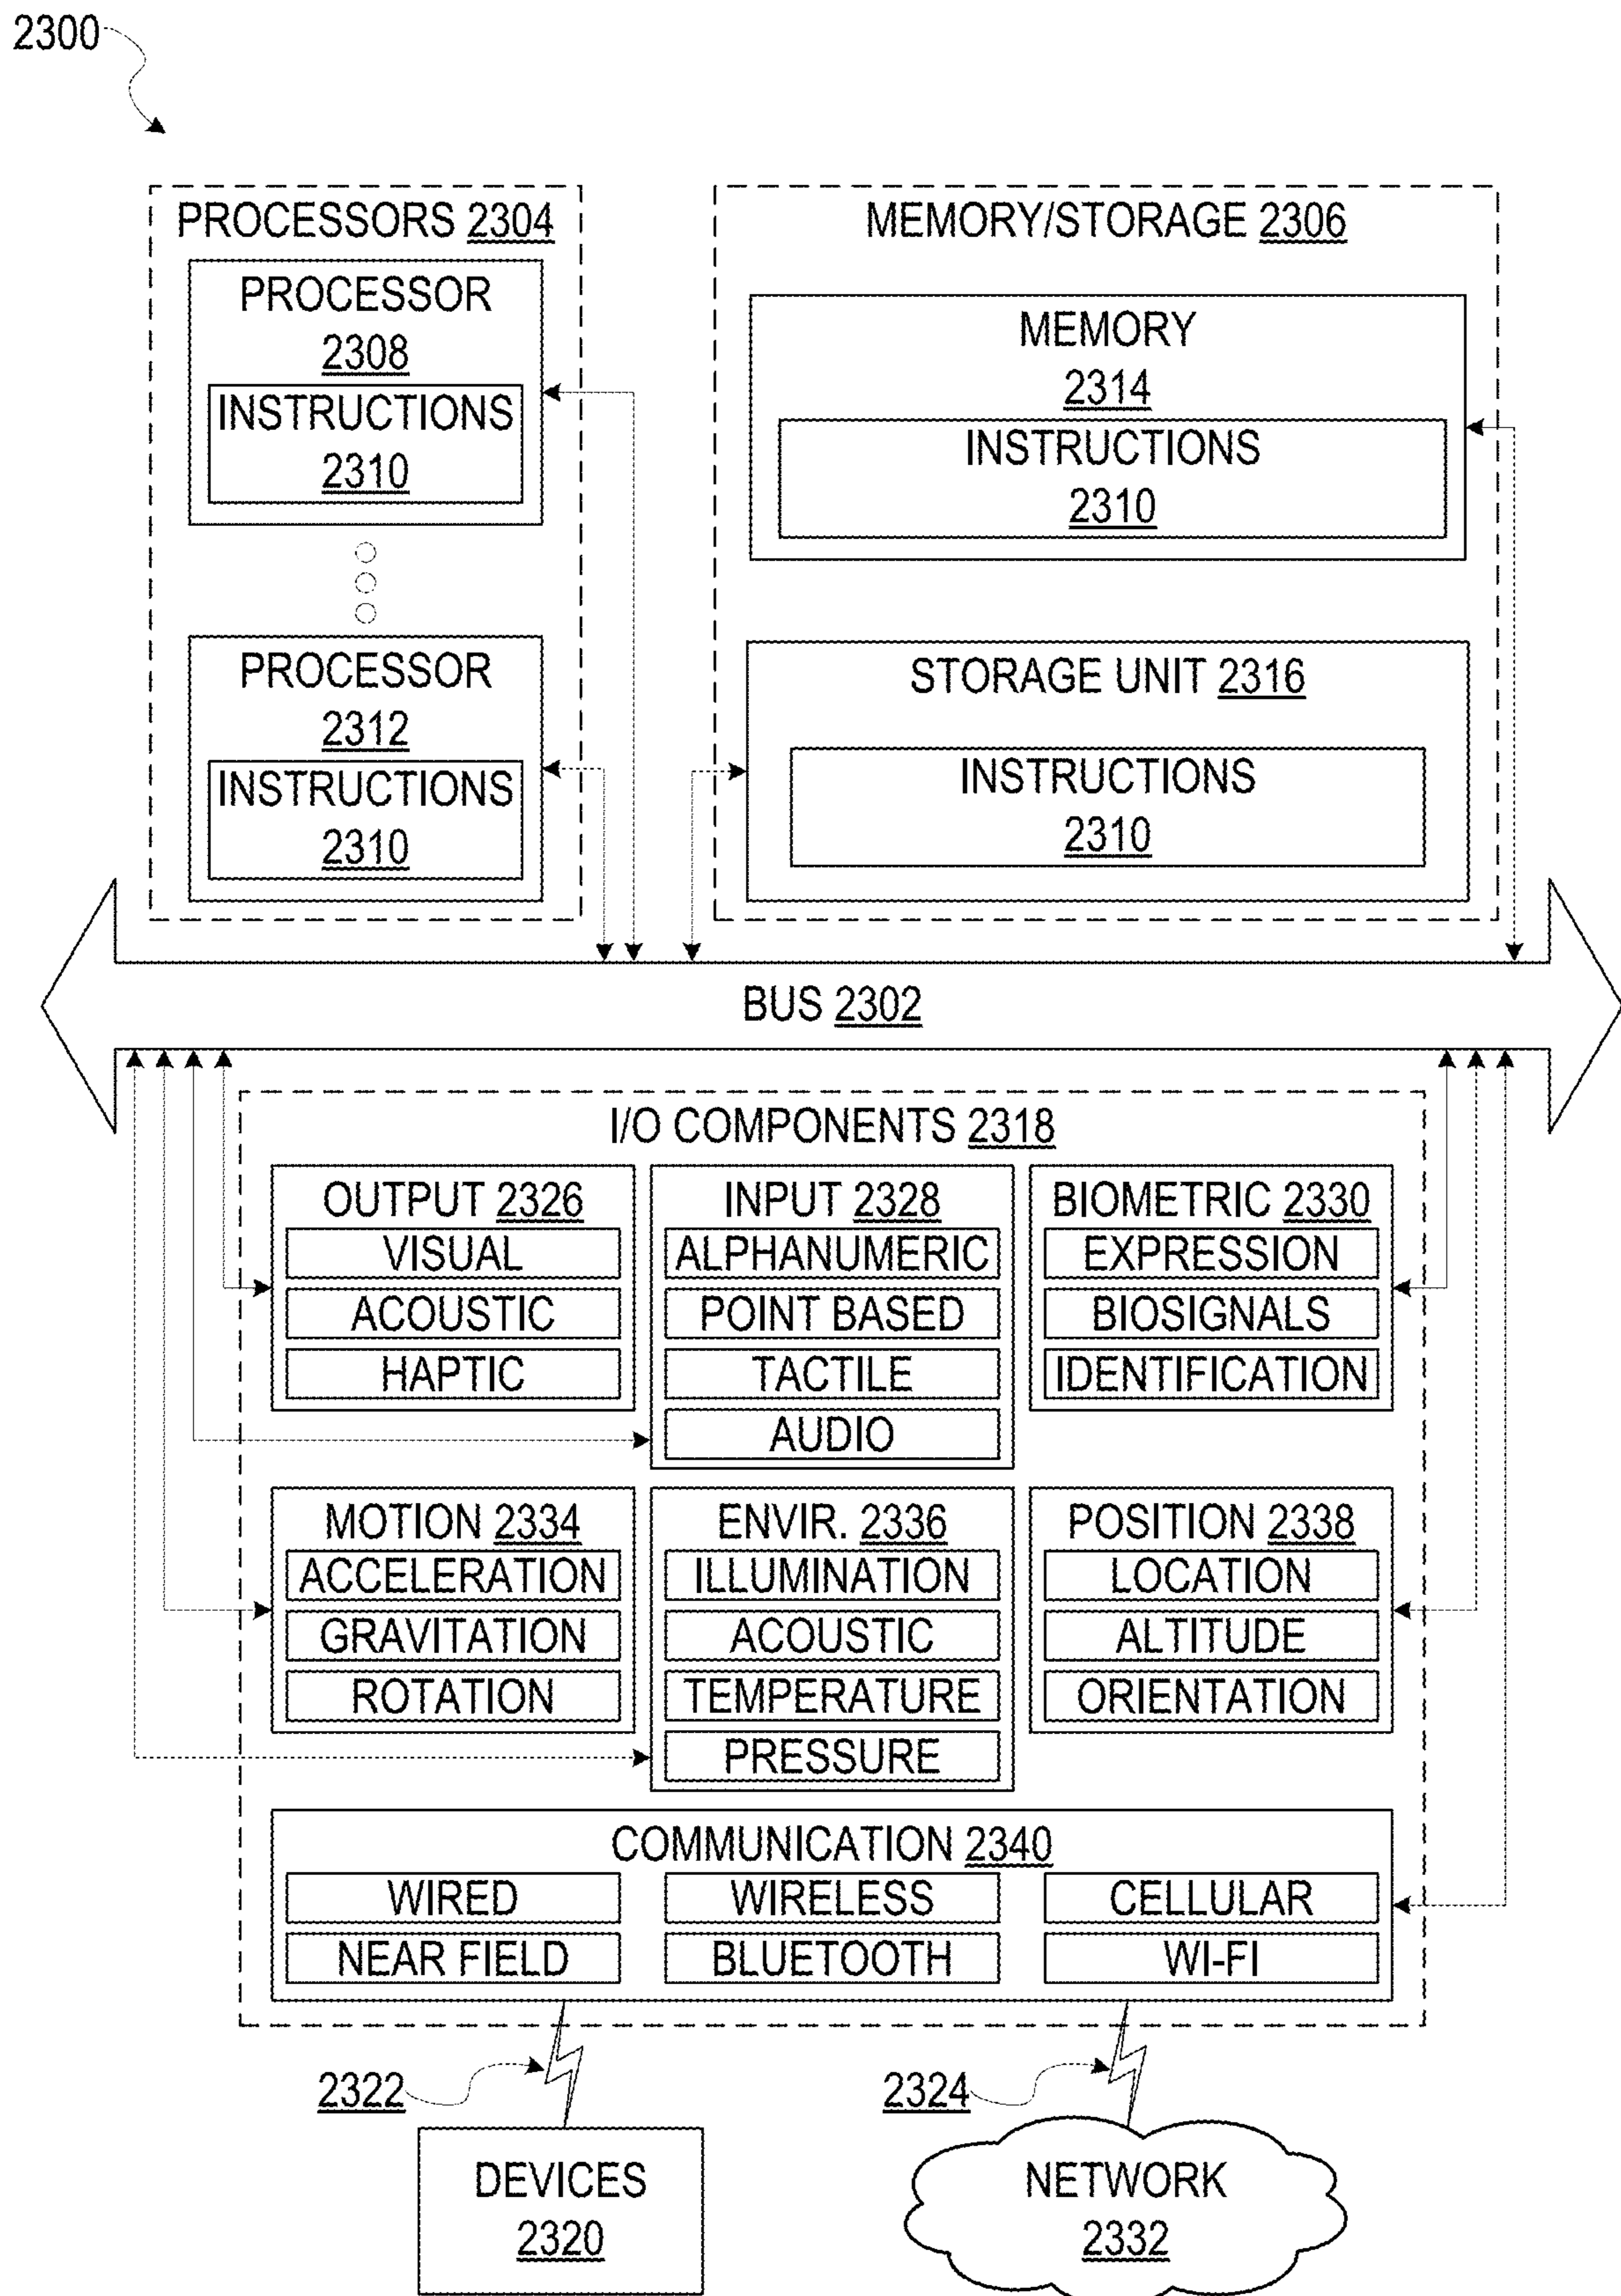 2300
PROCESSORS 2304
PROCESSOR
2308
INSTRUCTIONS
2310
PROCESSOR
2312
INSTRUCTIONS
2310
MEMORY/STORAGE 2306
MEMORY
2314
INSTRUCTIONS
2310
STORAGE UNIT 2316
INSTRUCTIONS
2310
BUS 2302
I/O COMPONENTS 2318
OUTPUT 2326
VISUAL
ACOUSTIC
HAPTIC
INPUT 2328
ALPHANUMERIC
POINT BASED
TACTILE
AUDIO
BIOMETRIC 2330
EXPRESSION
BIOSIGNALS
IDENTIFICATION
MOTION 2334
ACCELERATION
GRAVITATION
ROTATION
ENVIR. 2336
ILLUMINATION
ACOUSTIC
TEMPERATURE
PRESSURE
POSITION 2338
LOCATION
ALTITUDE
ORIENTATION
COMMUNICATION 2340
WIRED
WIRELESS
CELLULAR
NEAR FIELD
BLUETOOTH
WI-FI
2322
2324
DEVICES
2320
NETWORK
2332